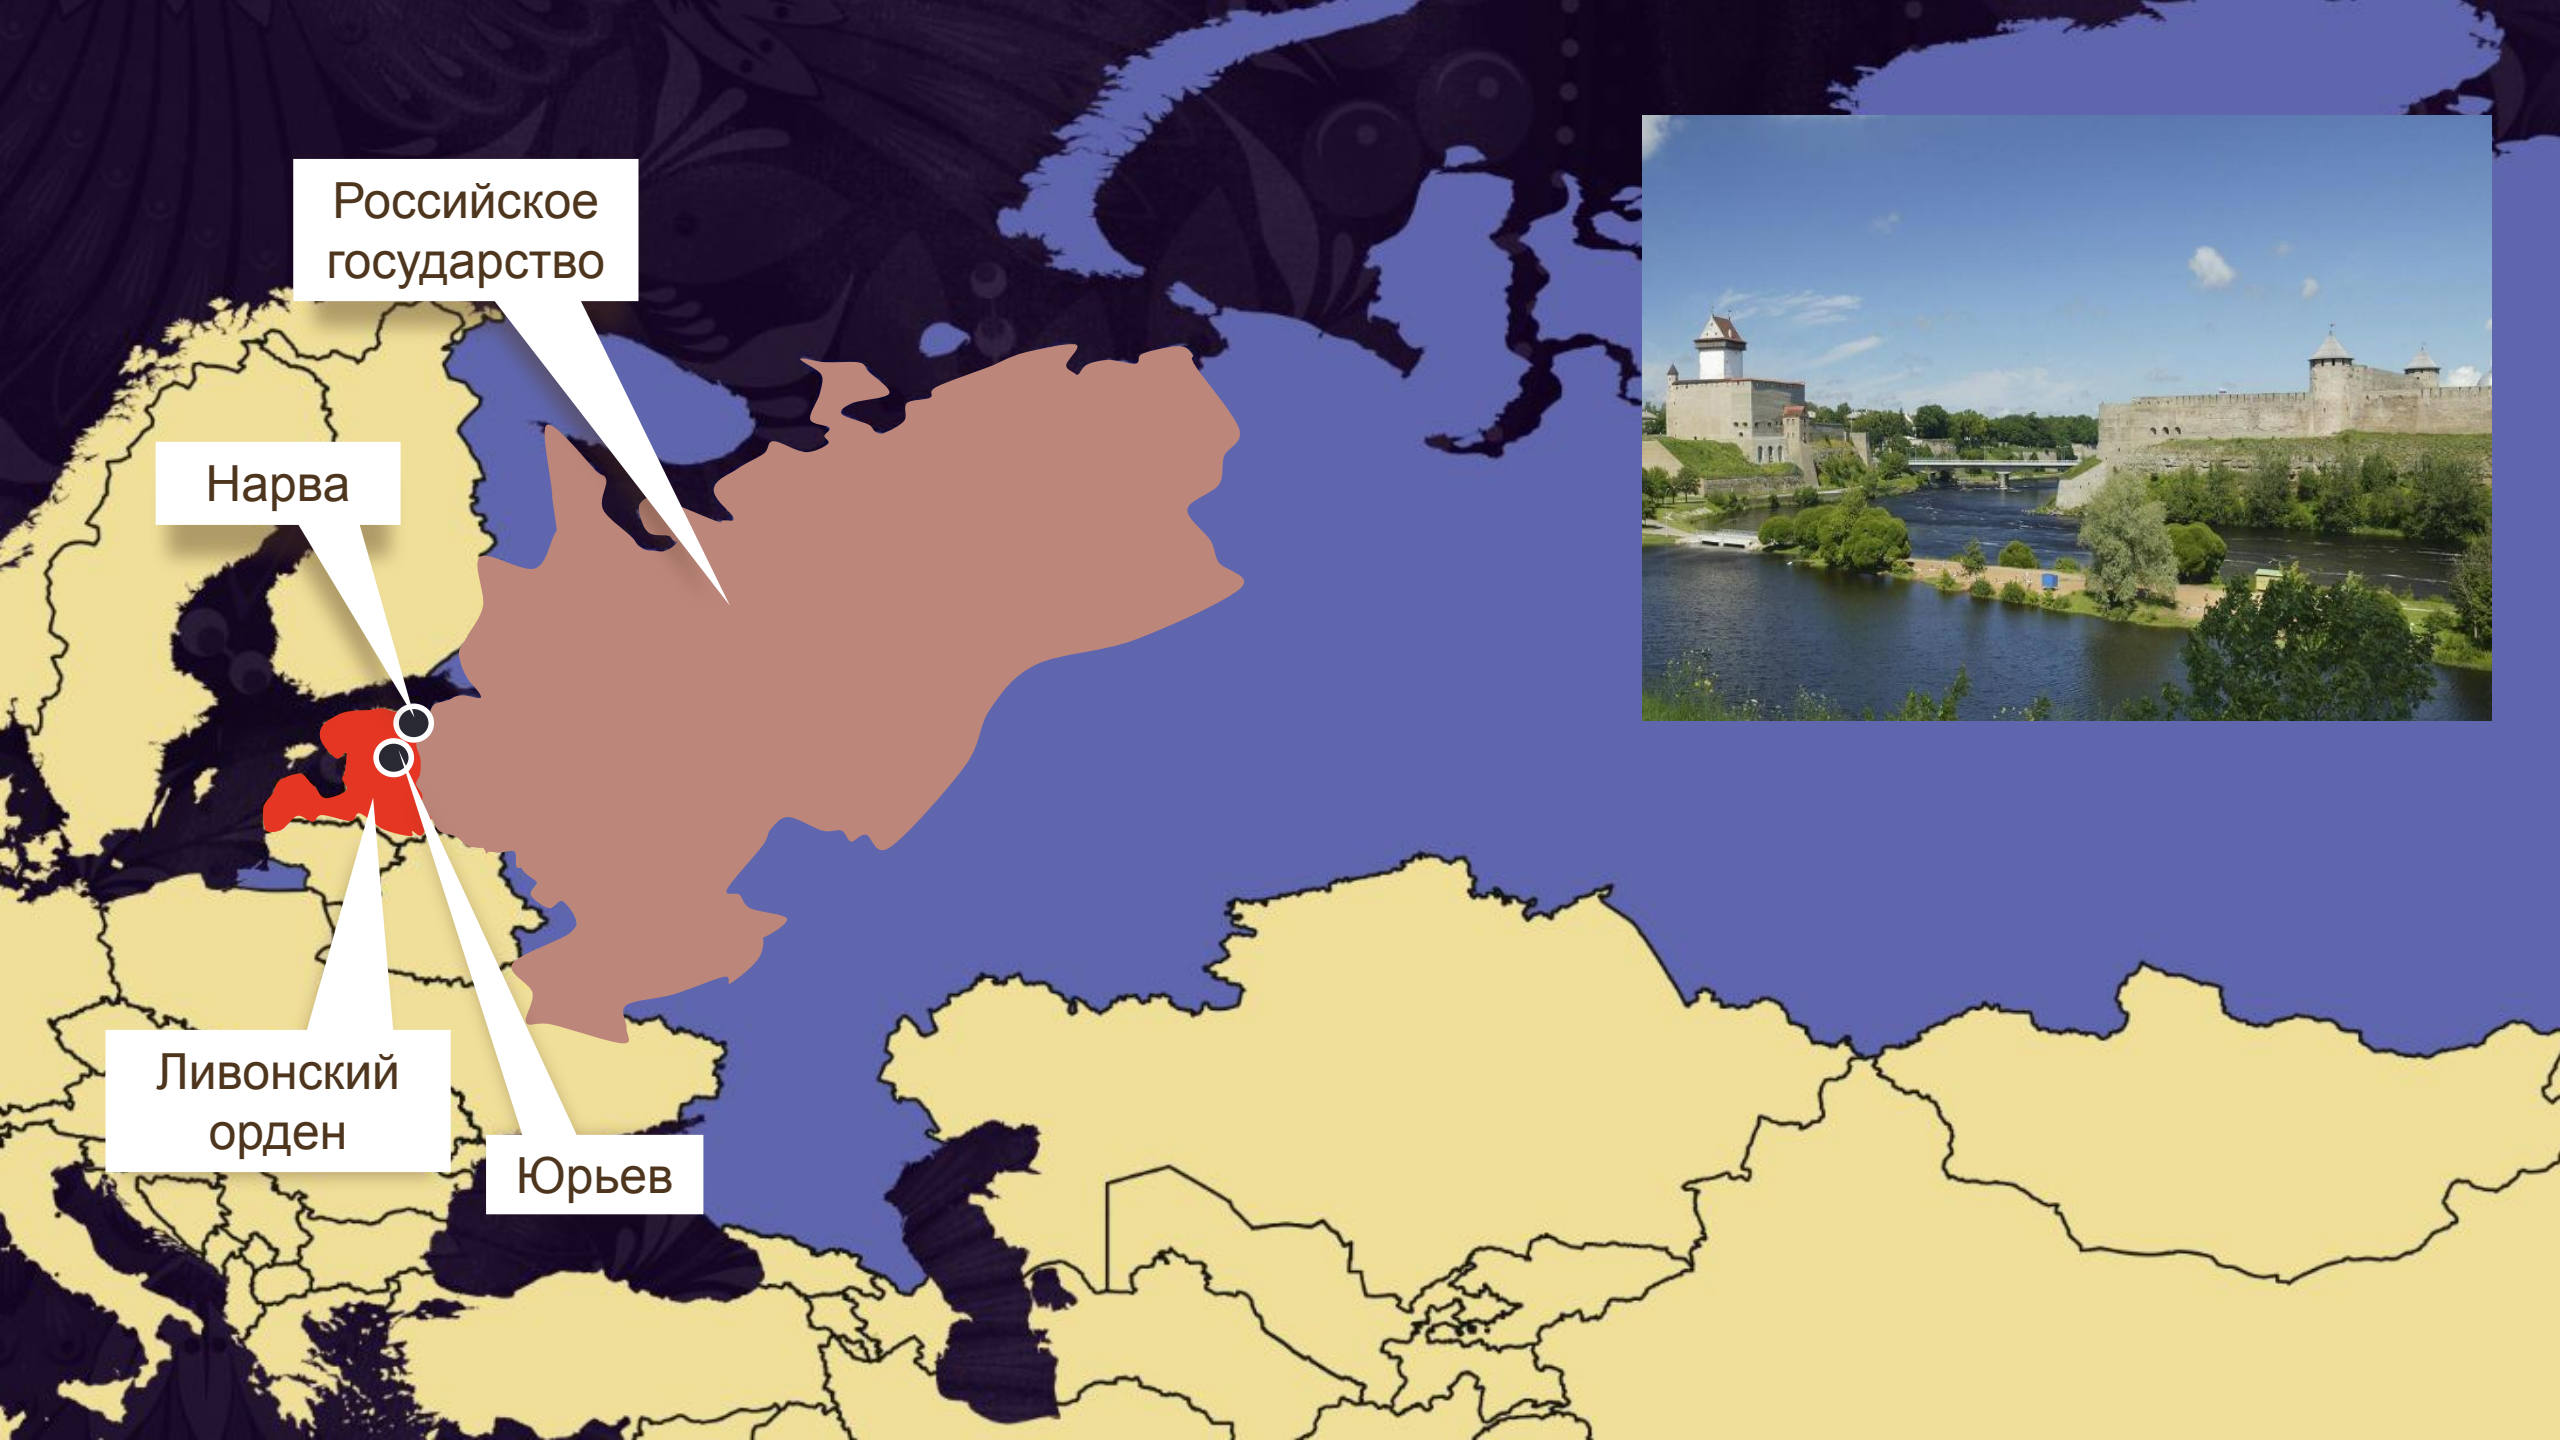 Российское
государство
Нарва
Ливонский
орден
Юрьев